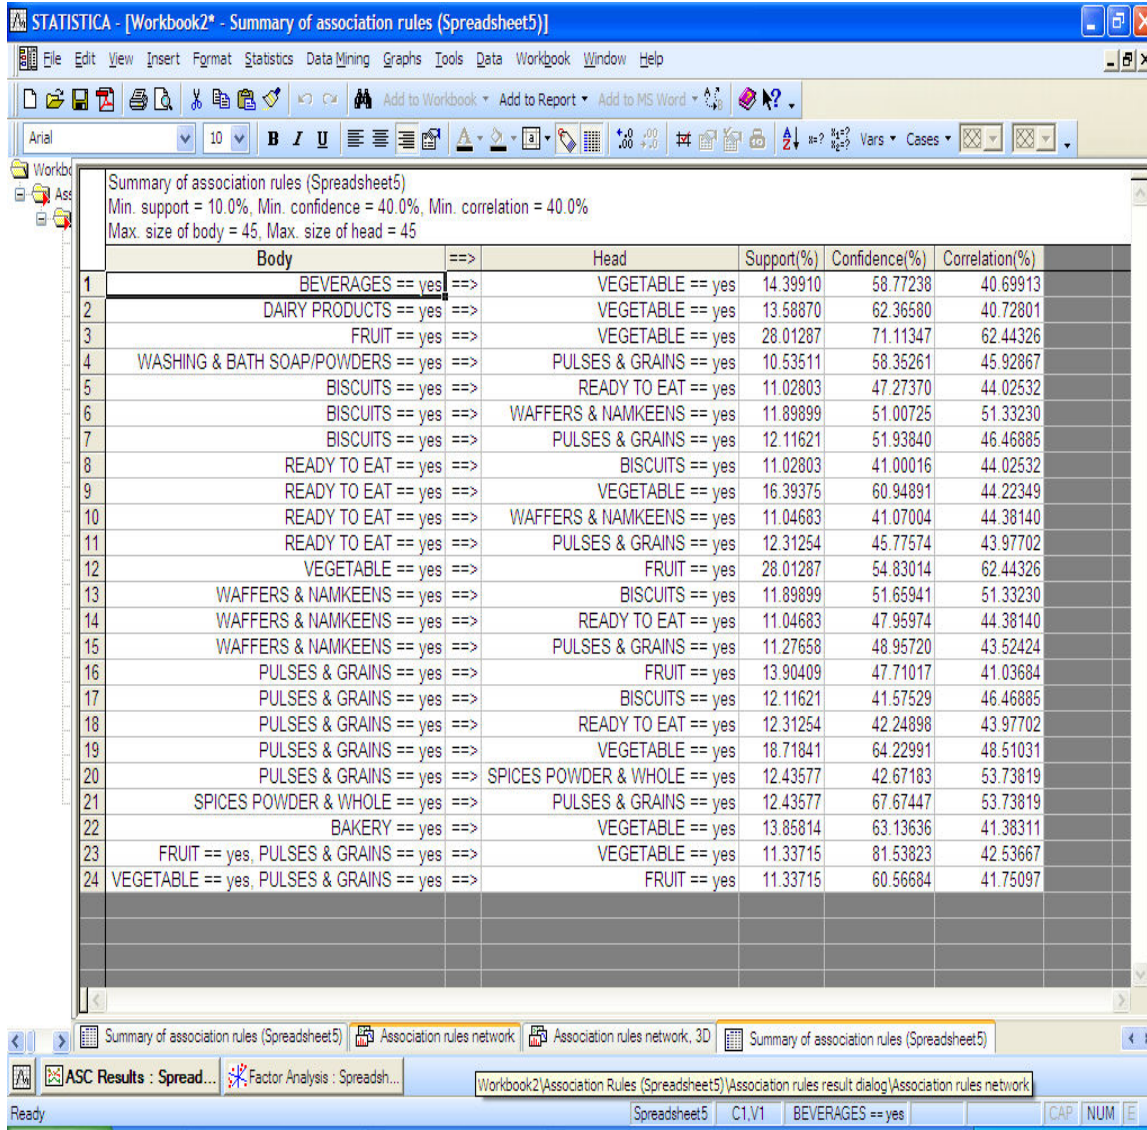 STATISTICA - [Workbook2* - Summary of association rules (Spreadsheet5)]
File Edit View Insert Format Statistics Data Mining Graphs Tools Data Workbook Window Help
Add to Workbook Add to Report Add to MS Word
Arial 10 B I U Vars Cases
Workbo
Ass
Summary of association rules (Spreadsheet5)
Min. support = 10.0%, Min. confidence = 40.0%, Min. correlation = 40.0%
Max. size of body = 45, Max. size of head = 45
Body ==> Head Support(%) Confidence(%) Correlation(%)
1 BEVERAGES == yes ==> VEGETABLE == yes 14.39910 58.77238 40.69913
2 DAIRY PRODUCTS == yes ==> VEGETABLE == yes 13.58870 62.36580 40.72801
3 FRUIT == yes ==> VEGETABLE == yes 28.01287 71.11347 62.44326
4 WASHING & BATH SOAP/POWDERS == yes ==> PULSES & GRAINS == yes 10.53511 58.35261 45.92867
5 BISCUITS == yes ==> READY TO EAT == yes 11.02803 47.27370 44.02532
6 BISCUITS == yes ==> WAFFERS & NAMKEENS == yes 11.89899 51.00725 51.33230
7 BISCUITS == yes ==> PULSES & GRAINS == yes 12.11621 51.93840 46.46885
8 READY TO EAT == yes ==> BISCUITS == yes 11.02803 41.00016 44.02532
9 READY TO EAT == yes ==> VEGETABLE == yes 16.39375 60.94891 44.22349
10 READY TO EAT == yes ==> WAFFERS & NAMKEENS == yes 11.04683 41.07004 44.38140
11 READY TO EAT == yes ==> PULSES & GRAINS == yes 12.31254 45.77574 43.97702
12 VEGETABLE == yes ==> FRUIT == yes 28.01287 54.83014 62.44326
13 WAFFERS & NAMKEENS == yes ==> BISCUITS == yes 11.89899 51.65941 51.33230
14 WAFFERS & NAMKEENS == yes ==> READY TO EAT == yes 11.04683 47.95974 44.38140
15 WAFFERS & NAMKEENS == yes ==> PULSES & GRAINS == yes 11.27658 48.95720 43.52424
16 PULSES & GRAINS == yes ==> FRUIT == yes 13.90409 47.71017 41.03684
17 PULSES & GRAINS == yes ==> BISCUITS == yes 12.11621 41.57529 46.46885
18 PULSES & GRAINS == yes ==> READY TO EAT == yes 12.31254 42.24898 43.97702
19 PULSES & GRAINS == yes ==> VEGETABLE == yes 18.71841 64.22991 48.51031
20 PULSES & GRAINS == yes ==> SPICES POWDER & WHOLE == yes 12.43577 42.67183 53.73819
21 SPICES POWDER & WHOLE == yes ==> PULSES & GRAINS == yes 12.43577 67.67447 53.73819
22 BAKERY == yes ==> VEGETABLE == yes 13.85814 63.13636 41.38311
23 FRUIT == yes, PULSES & GRAINS == yes ==> VEGETABLE == yes 11.33715 81.53823 42.53667
24 VEGETABLE == yes, PULSES & GRAINS == yes ==> FRUIT == yes 11.33715 60.56684 41.75097
Summary of association rules (Spreadsheet5) Association rules network Association rules network, 3D Summary of association rules (Spreadsheet5)
ASC Results : Spread... Factor Analysis : Spreadsh...
Workbook2\Association Rules (Spreadsheet5)\Association rules result dialog\Association rules network
Ready Spreadsheet5 C1,V1 BEVERAGES == yes CAP NUM E